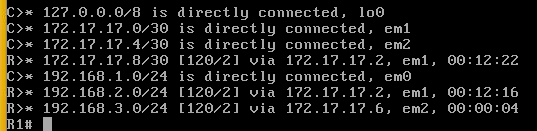 C>* 127.0.0.0/8 is directly connected, lo0
C>* 172.17.17.0/30 is directly connected, em1
C>* 172.17.17.4/30 is directly connected, em2
R>* 172.17.17.8/30 [120/2] via 172.17.17.2, em1, 00:12:22
C>* 192.168.1.0/24 is directly connected, em0
R>* 192.168.2.0/24 [120/2] via 172.17.17.2, em1, 00:12:16
R>* 192.168.3.0/24 [120/2] via 172.17.17.6, em2, 00:00:04
R1#